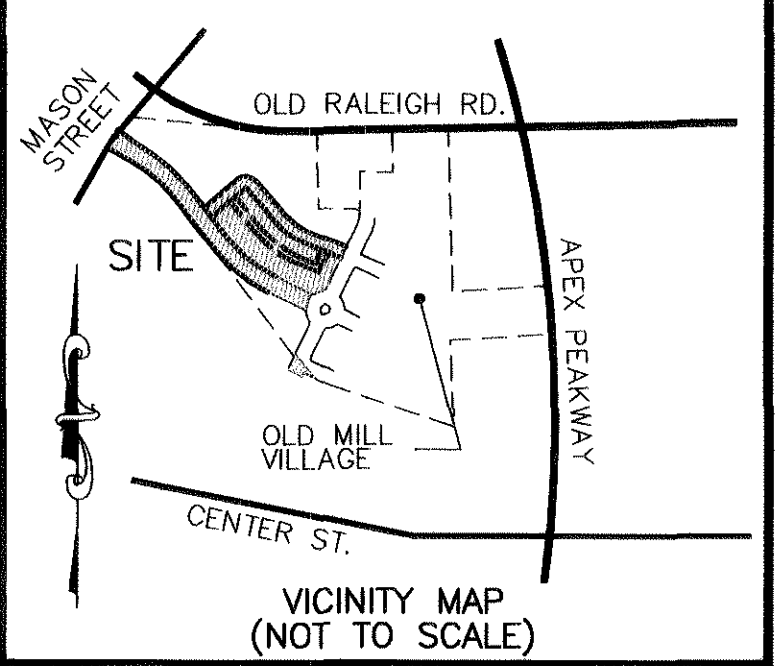 MASON
STREET
OLD RALEIGH RD.
SITE
APEX PEAKWAY
OLD MILL
VILLAGE
CENTER ST.
VICINITY MAP
(NOT TO SCALE)